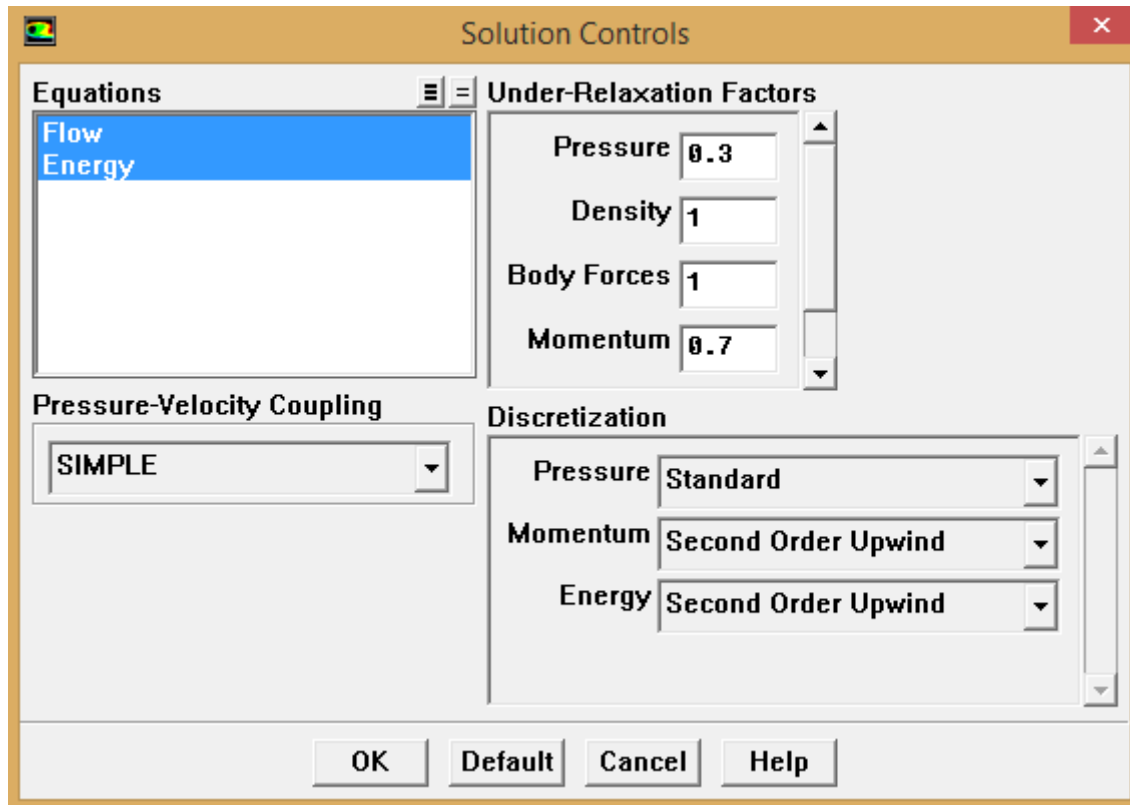 Solution Controls
Equations
Flow
Energy
Under-Relaxation Factors
Pressure 0.3
Density 1
Body Forces 1
Momentum 0.7
Pressure-Velocity Coupling
SIMPLE
Discretization
Pressure Standard
Momentum Second Order Upwind
Energy Second Order Upwind
OK Default Cancel Help